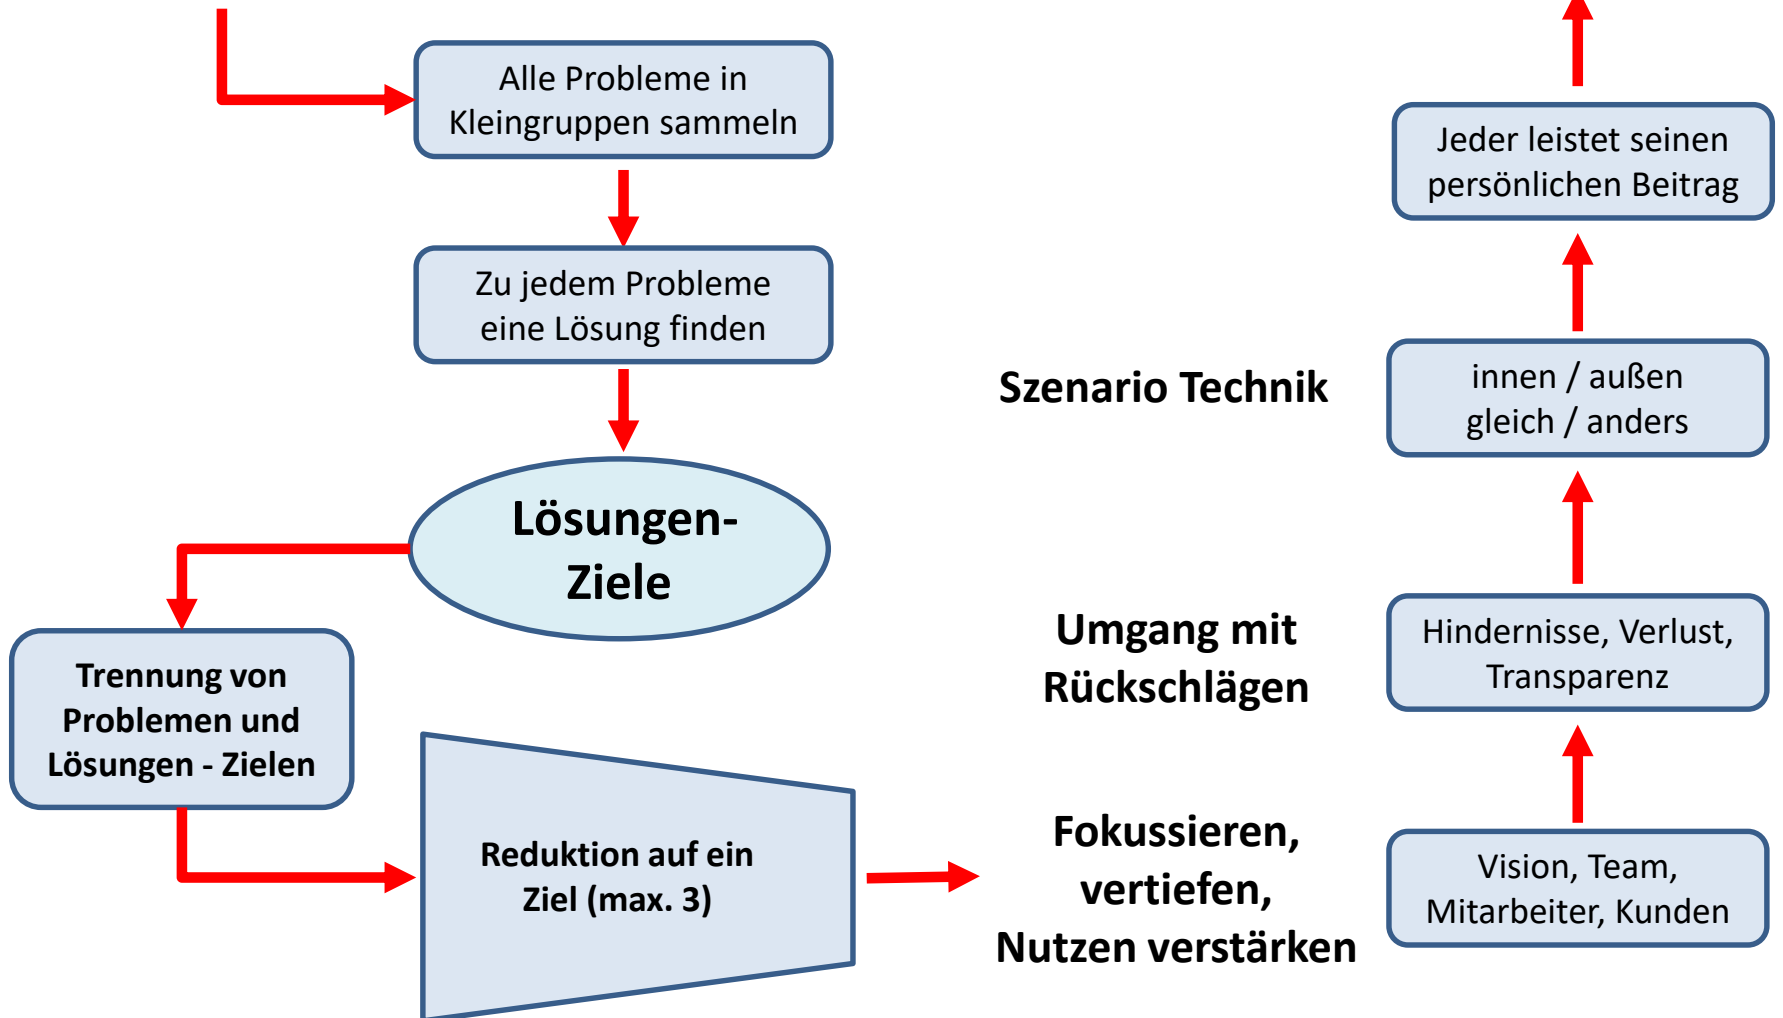 Alle Probleme in
Kleingruppen sammeln
Zu jedem Probleme
eine Lösung finden
Lösungen-
Ziele
Trennung von
Problemen und
Lösungen - Zielen
Reduktion auf ein
Ziel (max. 3)
Fokussieren,
vertiefen,
Nutzen verstärken
Vision, Team,
Mitarbeiter, Kunden
Umgang mit
Rückschlägen
Hindernisse, Verlust,
Transparenz
Szenario Technik
innen / außen
gleich / anders
Jeder leistet seinen
persönlichen Beitrag